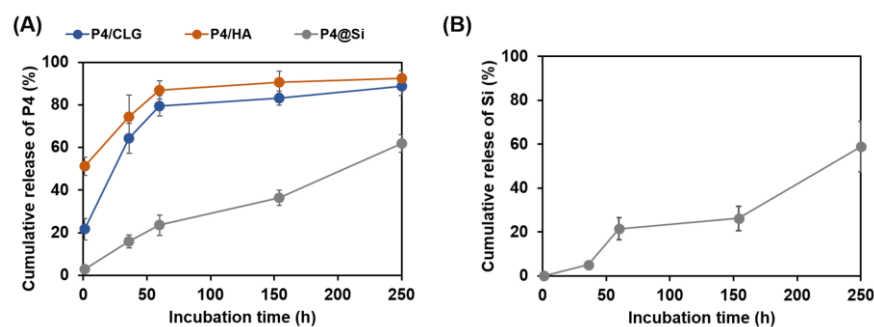 (A)
P4/CLG P4/HA P4@Si
Cumulative release of P4 (%)
100
80
60
40
20
0
0 50 100 150 200 250
Incubation time (h)
(B)
Cumulative relese of Si (%)
100
80
60
40
20
0
0 50 100 150 200 250
Incubation time (h)